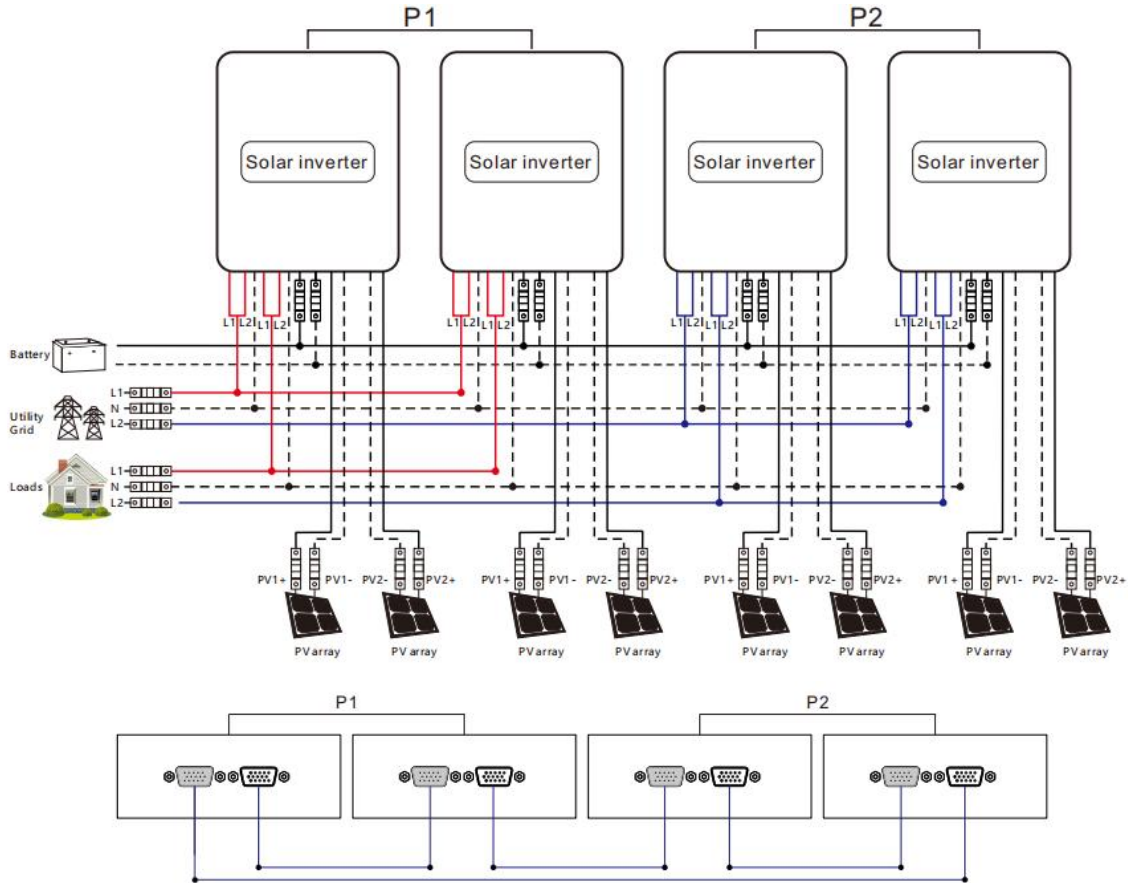 P1 P2
Solar inverter Solar inverter Solar inverter Solar inverter
L1 L2 L1 L2 L1 L2 L1 L2 L1 L2 L1 L2 L1 L2 L1 L2
Battery
+ -
L1
Utility N
Grid L2
L1
Loads N
L2
PV1+ PV1- PV2- PV2+ PV1+ PV1- PV2- PV2+ PV1+ PV1- PV2- PV2+ PV1+ PV1- PV2- PV2+
PV array PV array PV array PV array PV array PV array PV array PV array
P1 P2